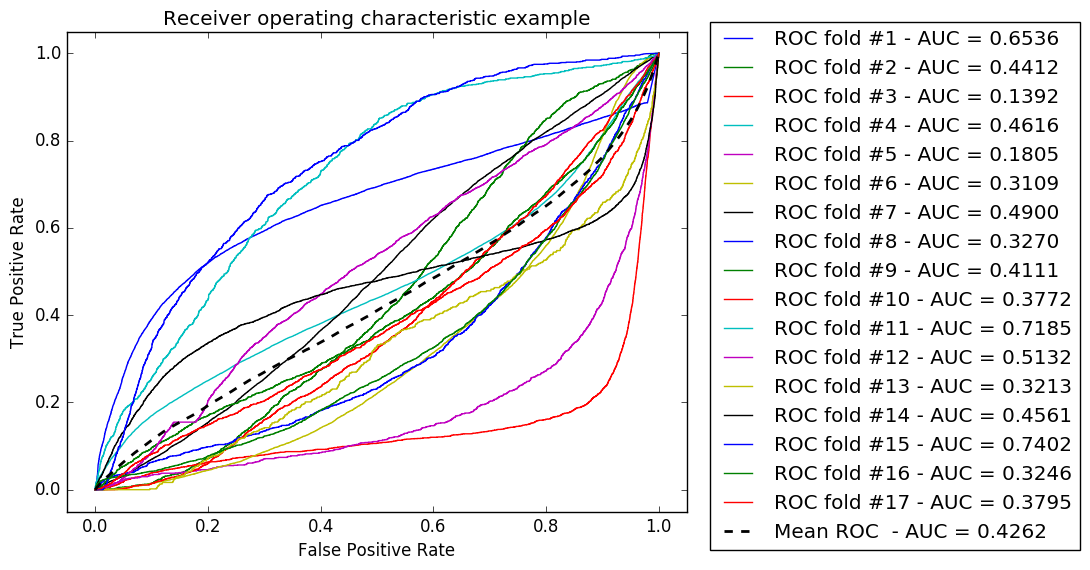 Receiver operating characteristic example
True Positive Rate
1.0
0.8
0.6
0.4
0.2
0.0
0.0 0.2 0.4 0.6 0.8 1.0
False Positive Rate
ROC fold #1 - AUC = 0.6536
ROC fold #2 - AUC = 0.4412
ROC fold #3 - AUC = 0.1392
ROC fold #4 - AUC = 0.4616
ROC fold #5 - AUC = 0.1805
ROC fold #6 - AUC = 0.3109
ROC fold #7 - AUC = 0.4900
ROC fold #8 - AUC = 0.3270
ROC fold #9 - AUC = 0.4111
ROC fold #10 - AUC = 0.3772
ROC fold #11 - AUC = 0.7185
ROC fold #12 - AUC = 0.5132
ROC fold #13 - AUC = 0.3213
ROC fold #14 - AUC = 0.4561
ROC fold #15 - AUC = 0.7402
ROC fold #16 - AUC = 0.3246
ROC fold #17 - AUC = 0.3795
Mean ROC  - AUC = 0.4262